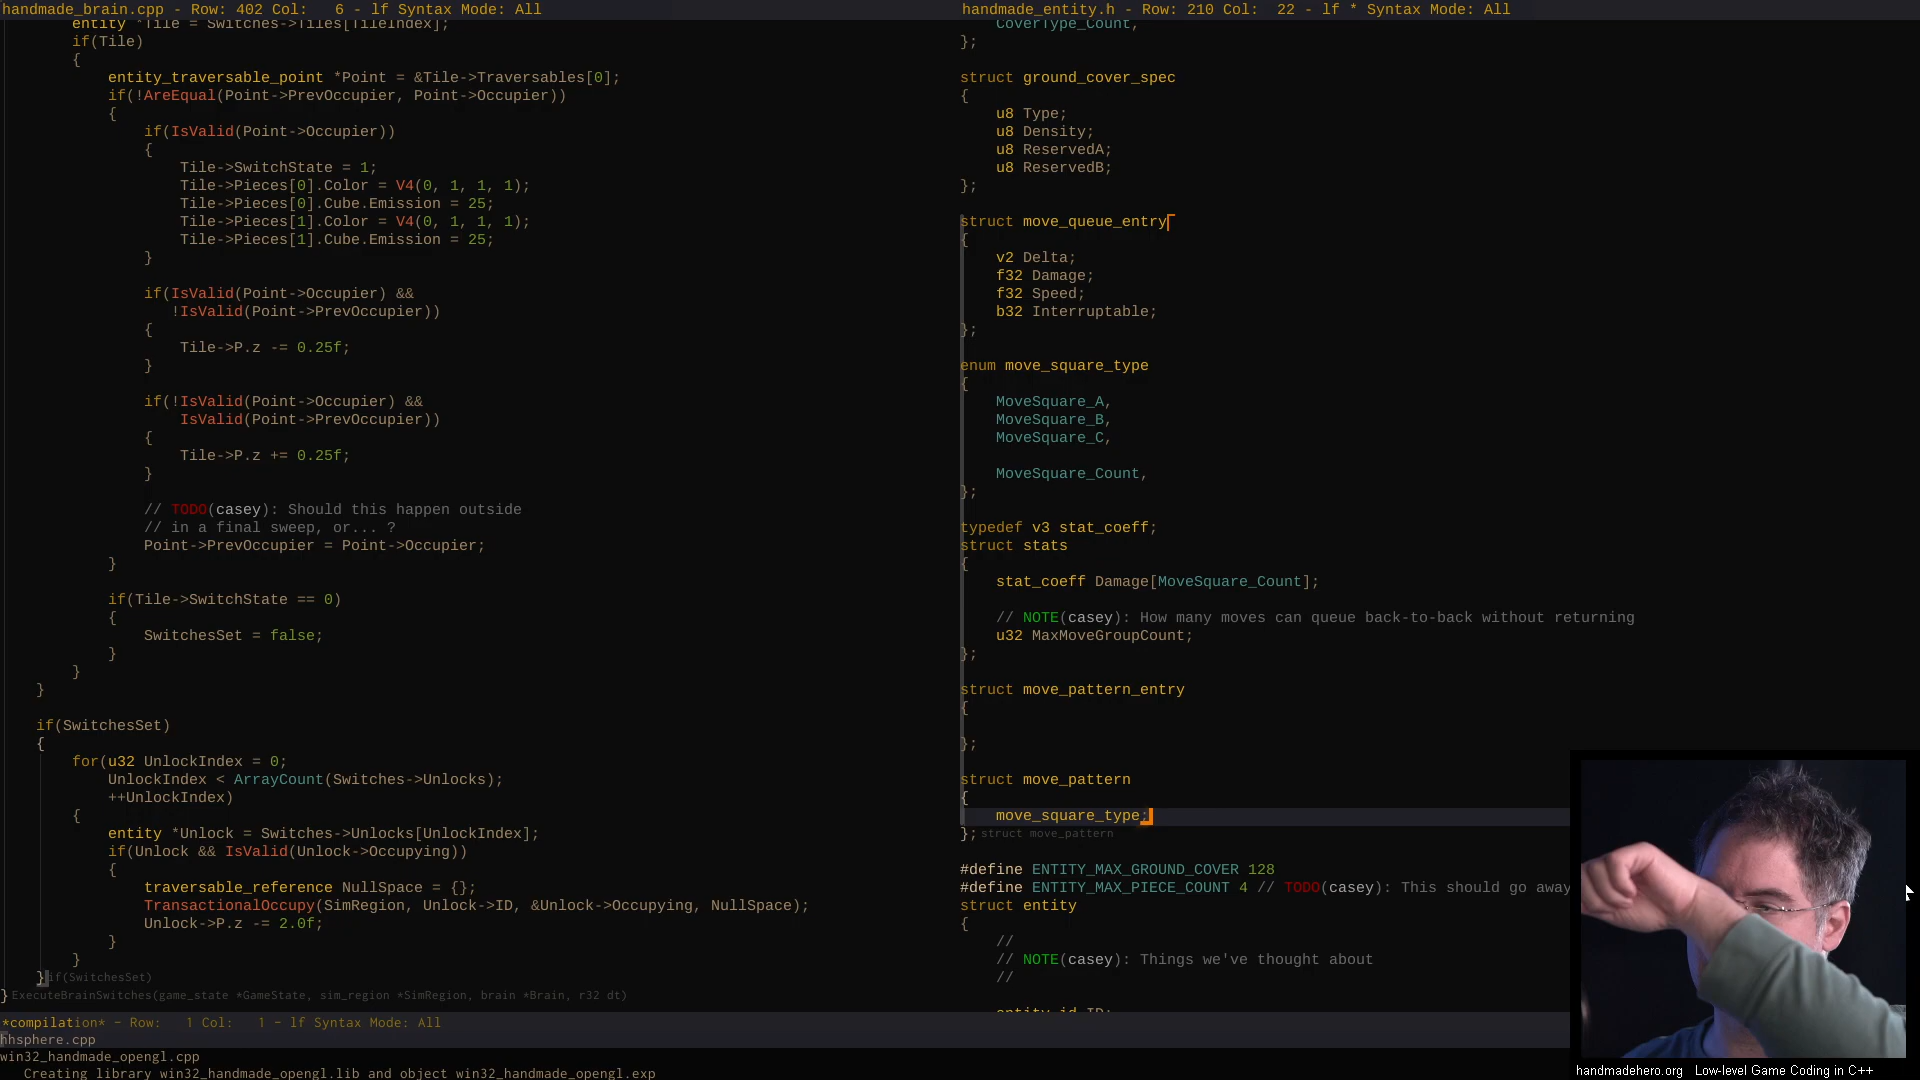 handmade_brain.cpp - Row: 402 Col:   6 - lf Syntax Mode: All
entity *Tile = Switches->Tiles[TileIndex];
if(Tile)
{
entity_traversable_point *Point = &Tile->Traversables[0];
if(!AreEqual(Point->PrevOccupier, Point->Occupier))
{
if(IsValid(Point->Occupier))
{
Tile->SwitchState = 1;
Tile->Pieces[0].Color = V4(0, 1, 1, 1);
Tile->Pieces[0].Cube.Emission = 25;
Tile->Pieces[1].Color = V4(0, 1, 1, 1);
Tile->Pieces[1].Cube.Emission = 25;
}
if(IsValid(Point->Occupier) &&
!IsValid(Point->PrevOccupier))
{
Tile->P.z -= 0.25f;
}
if(!IsValid(Point->Occupier) &&
IsValid(Point->PrevOccupier))
{
Tile->P.z += 0.25f;
}
// TODO(casey): Should this happen outside
// in a final sweep, or... ?
Point->PrevOccupier = Point->Occupier;
}
if(Tile->SwitchState == 0)
{
SwitchesSet = false;
}
}
}
if(SwitchesSet)
{
for(u32 UnlockIndex = 0;
UnlockIndex < ArrayCount(Switches->Unlocks);
++UnlockIndex)
{
entity *Unlock = Switches->Unlocks[UnlockIndex];
if(Unlock && IsValid(Unlock->Occupying))
{
traversable_reference NullSpace = {};
TransactionalOccupy(SimRegion, Unlock->ID, &Unlock->Occupying, NullSpace);
Unlock->P.z -= 2.0f;
}
}
} if(SwitchesSet)
} ExecuteBrainSwitches(game_state *GameState, sim_region *SimRegion, brain *Brain, r32 dt)
handmade_entity.h - Row: 210 Col:  22 - lf * Syntax Mode: All
CoverType_Count,
};
struct ground_cover_spec
{
u8 Type;
u8 Density;
u8 ReservedA;
u8 ReservedB;
};
struct move_queue_entry
{
v2 Delta;
f32 Damage;
f32 Speed;
b32 Interruptable;
};
enum move_square_type
{
MoveSquare_A,
MoveSquare_B,
MoveSquare_C,
MoveSquare_Count,
};
typedef v3 stat_coeff;
struct stats
{
stat_coeff Damage[MoveSquare_Count];
// NOTE(casey): How many moves can queue back-to-back without returning
u32 MaxMoveGroupCount;
};
struct move_pattern_entry
{
};
struct move_pattern
{
move_square_type;
}; struct move_pattern
#define ENTITY_MAX_GROUND_COVER 128
#define ENTITY_MAX_PIECE_COUNT 4 // TODO(casey): This should go away
struct entity
{
//
// NOTE(casey): Things we've thought about
//
entity_id ID;
*compilation* - Row:   1 Col:   1 - lf Syntax Mode: All
hhsphere.cpp
win32_handmade_opengl.cpp
Creating library win32_handmade_opengl.lib and object win32_handmade_opengl.exp
handmadehero.org   Low-level Game Coding in C++